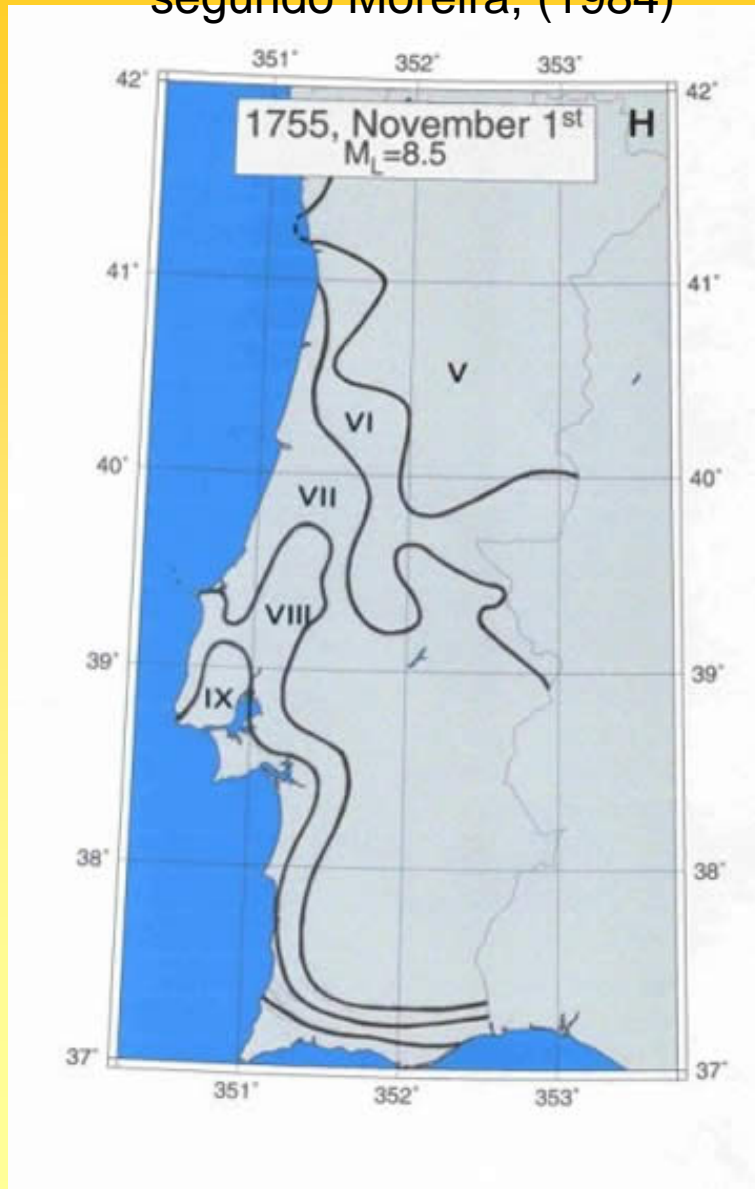 segundo Moreira, (1984)
351° 352° 353°
42° 42°
1755, November 1st H
ML=8.5
41° 41°
V
VI
40° 40°
VII
VIII
39° 39°
IX
38° 38°
37° 37°
351° 352° 353°